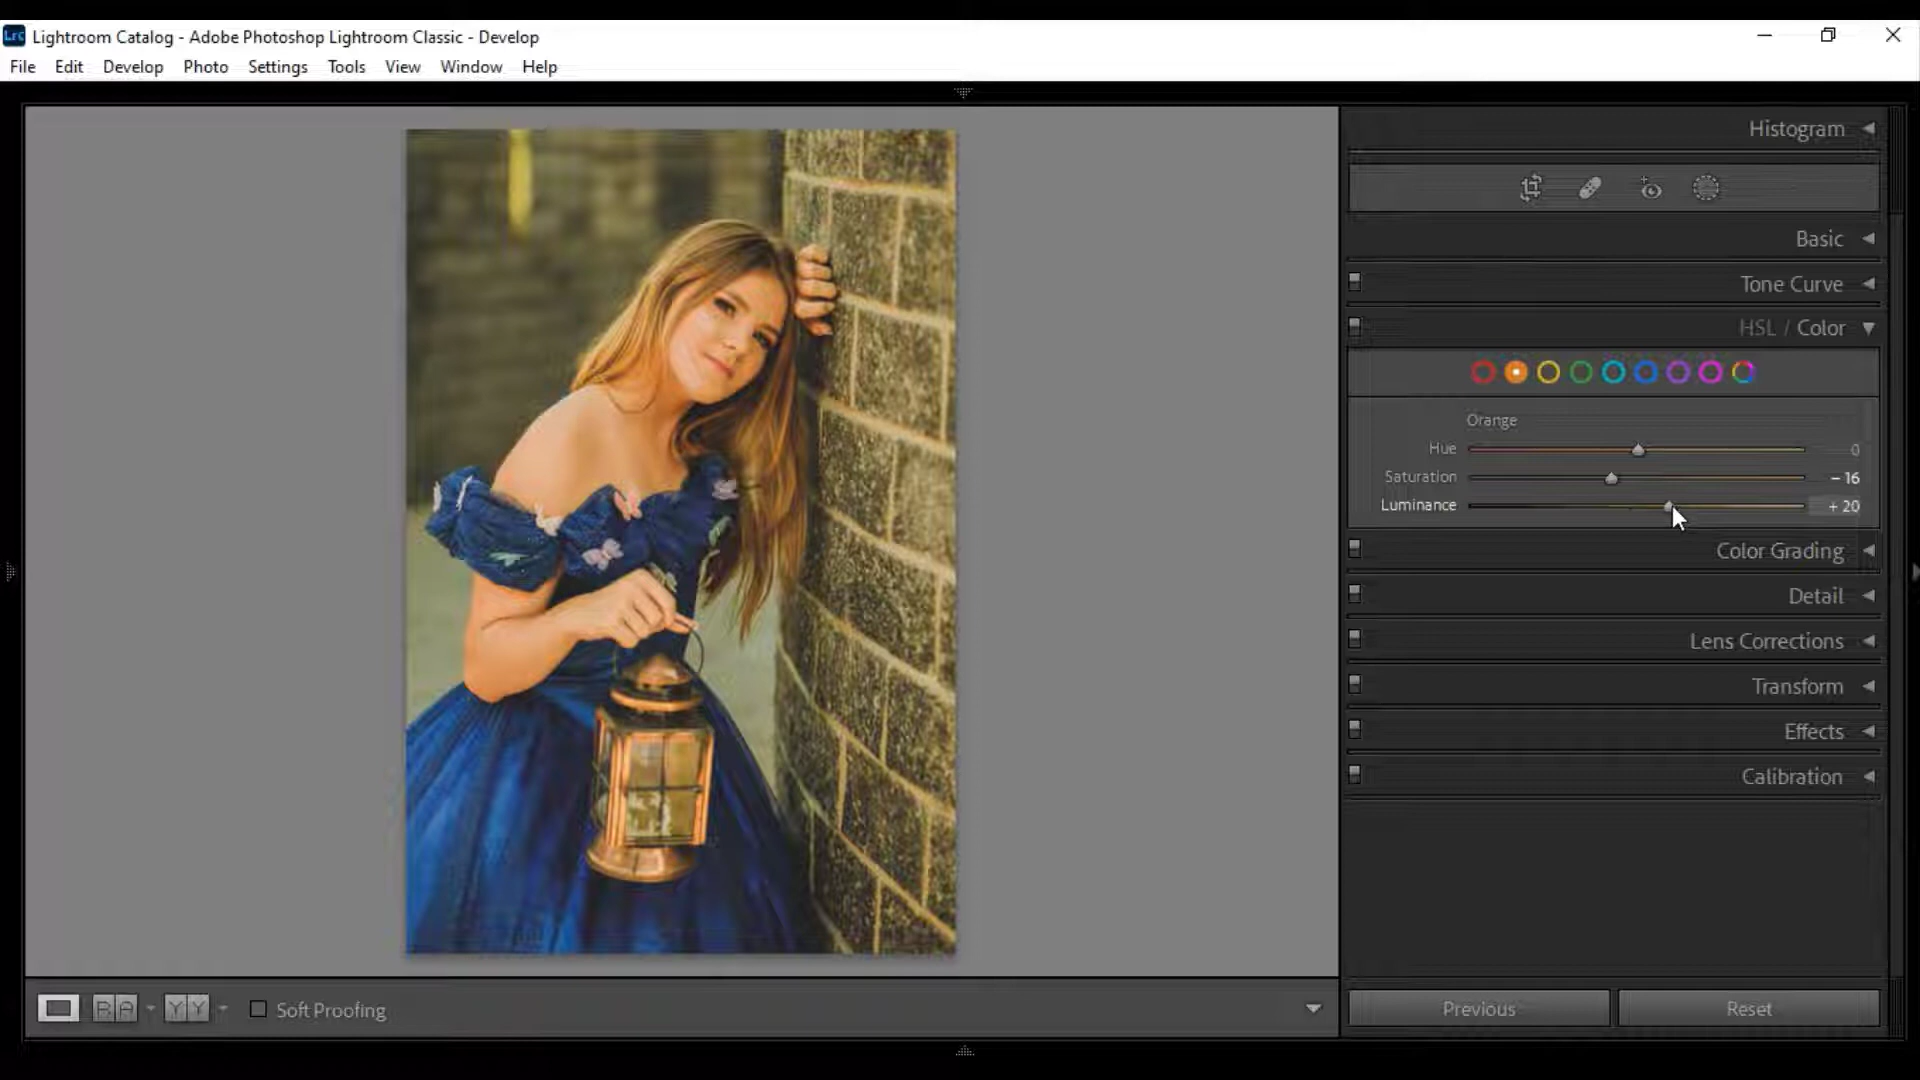 Lrc Lightroom Catalog - Adobe Photoshop Lightroom Classic - Develop
File Edit Develop Photo Settings Tools View Window Help
Histogram
Basic
Tone Curve
HSL / Color
Orange
Hue 0
Saturation - 16
Luminance + 20
Color Grading
Detail
Lens Corrections
Transform
Effects
Calibration
R A Y Y Soft Proofing
Previous Reset